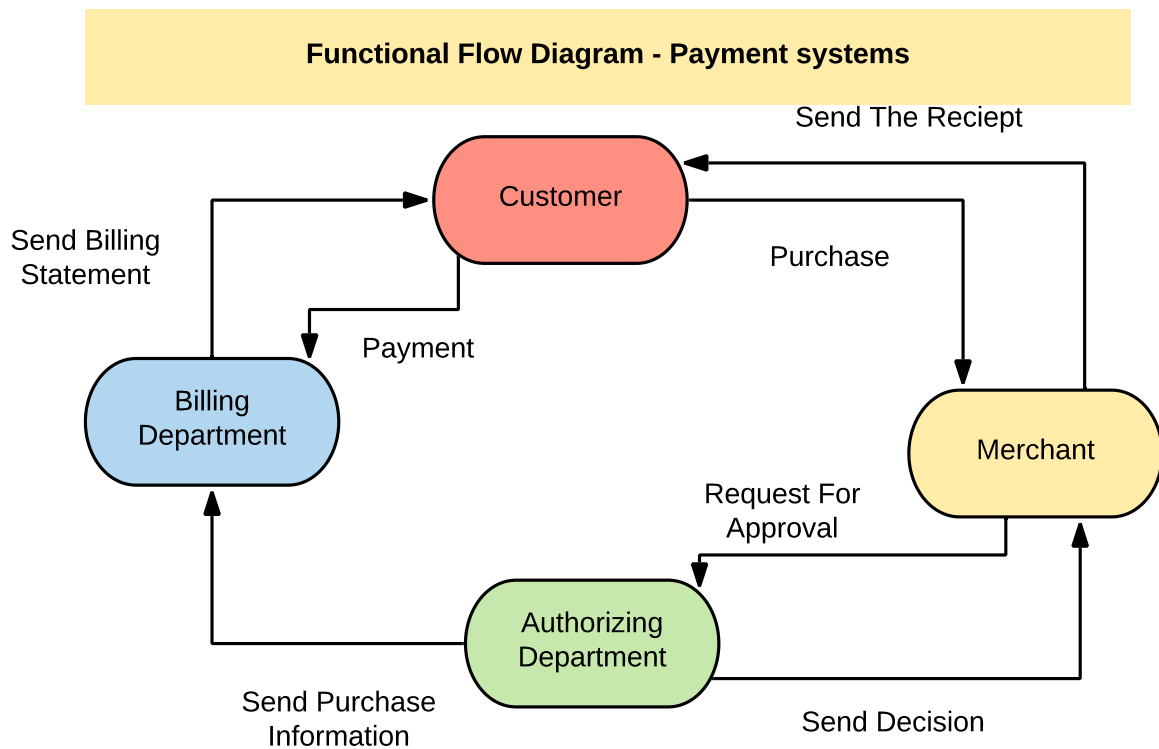 Functional Flow Diagram - Payment systems
Send The Reciept
Customer
Send Billing
Statement
Purchase
Payment
Billing
Department
Merchant
Request For
Approval
Authorizing
Department
Send Purchase
Information
Send Decision